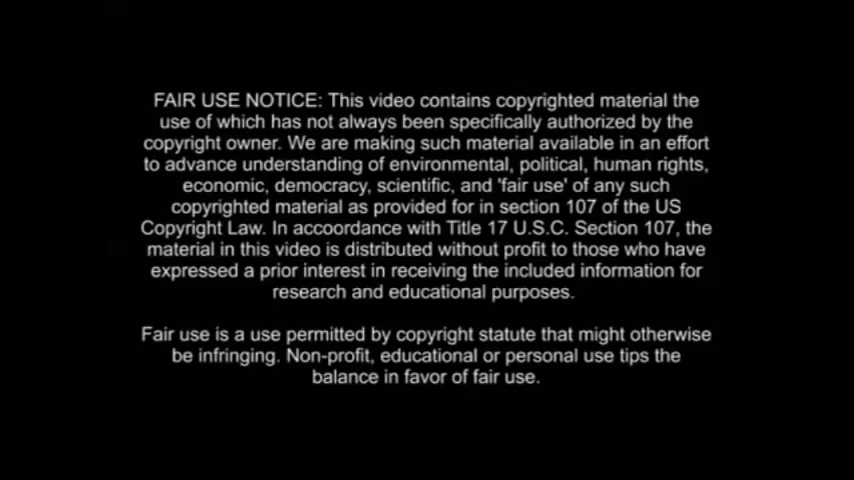 FAIR USE NOTICE: This video contains copyrighted material the
use of which has not always been specifically authorized by the
copyright owner. We are making such material available in an effort
to advance understanding of environmental, political, human rights,
economic, democracy, scientific, and 'fair use' of any such
copyrighted material as provided for in section 107 of the US
Copyright Law. In accoordance with Title 17 U.S.C. Section 107, the
material in this video is distributed without profit to those who have
expressed a prior interest in receiving the included information for
research and educational purposes.
Fair use is a use permitted by copyright statute that might otherwise
be infringing. Non-profit, educational or personal use tips the
balance in favor of fair use.